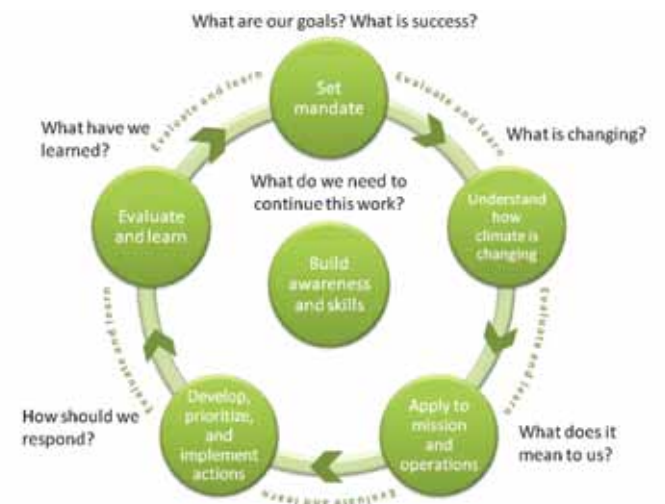 What are our goals? What is success?
Set
mandate
Evaluate and learn
Evaluate and learn
What have we
learned?
What is changing?
What do we need to
continue this work?
Evaluate
and learn
Understand
how
climate is
changing
Build
awareness
and skills
Evaluate and learn
Evaluate and learn
How should we
respond?
Develop,
prioritize,
and
implement
actions
Apply to
mission
and
operations
What does it
mean to us?
Evaluate and learn